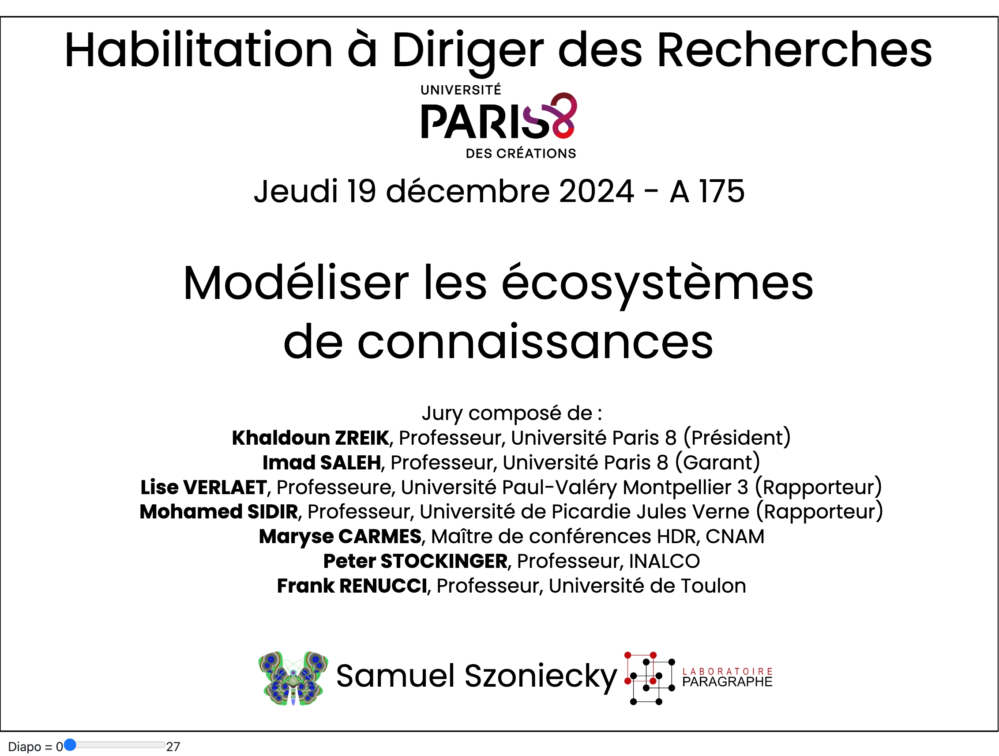 Habilitation à Diriger des Recherches
UNIVERSITÉ
PARIS8
DES CRÉATIONS
Jeudi 19 décembre 2024 - A 175
Modéliser les écosystèmes
de connaissances
Jury composé de :
Khaldoun ZREIK, Professeur, Université Paris 8 (Président)
Imad SALEH, Professeur, Université Paris 8 (Garant)
Lise VERLAET, Professeure, Université Paul-Valéry Montpellier 3 (Rapporteur)
Mohamed SIDIR, Professeur, Université de Picardie Jules Verne (Rapporteur)
Maryse CARMES, Maître de conférences HDR, CNAM
Peter STOCKINGER, Professeur, INALCO
Frank RENUCCI, Professeur, Université de Toulon
Samuel Szoniecky
LABORATOIRE
PARAGRAPHE
Diapo = 0 27